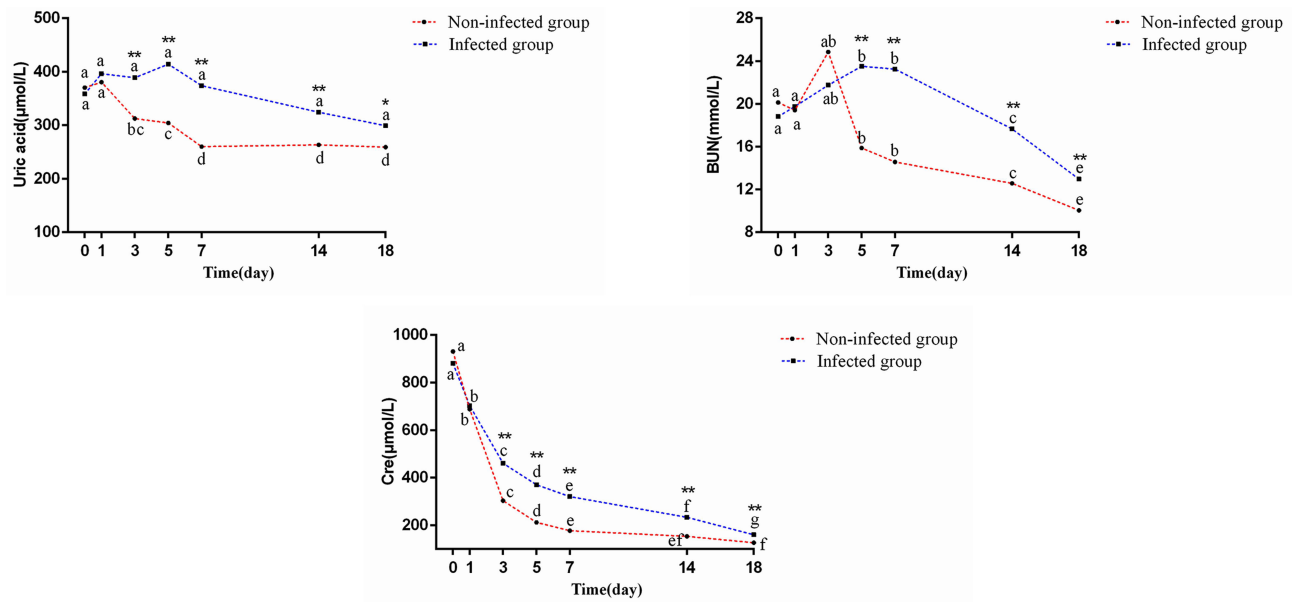 500
400
300
200
100
Uric acid(μmol/L)
a
a
**
a
**
a
**
a
**
a
*
a
a
a
bc
c
d
d
d
0 1 3 5 7 14 18
Time(day)
Non-infected group
Infected group
28
24
20
16
12
8
BUN(mmol/L)
a
a
ab
**
b
**
b
**
c
**
e
a
a
ab
b
b
c
e
0 1 3 5 7 14 18
Time(day)
Non-infected group
Infected group
1000
800
600
400
200
Cre(μmol/L)
a
a
b
b
**
c
**
d
**
e
**
f
**
g
c
d
e
ef
f
0 1 3 5 7 14 18
Time(day)
Non-infected group
Infected group